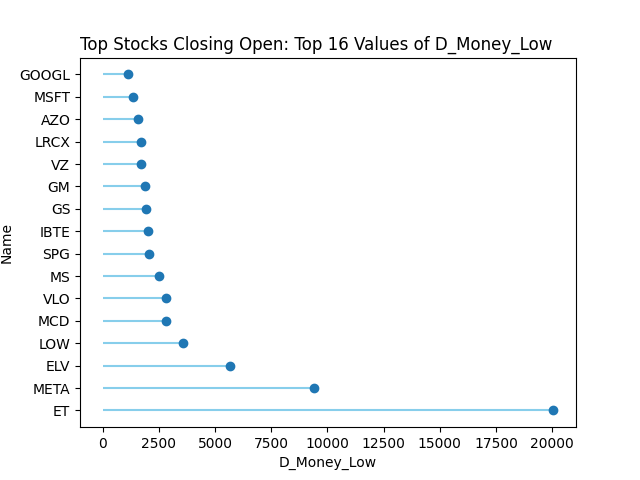 Top Stocks Closing Open: Top 16 Values of D_Money_Low
GOOGL
MSFT
AZO
LRCX
VZ
GM
GS
IBTE
SPG
MS
VLO
MCD
LOW
ELV
META
ET
Name
0 2500 5000 7500 10000 12500 15000 17500 20000
D_Money_Low